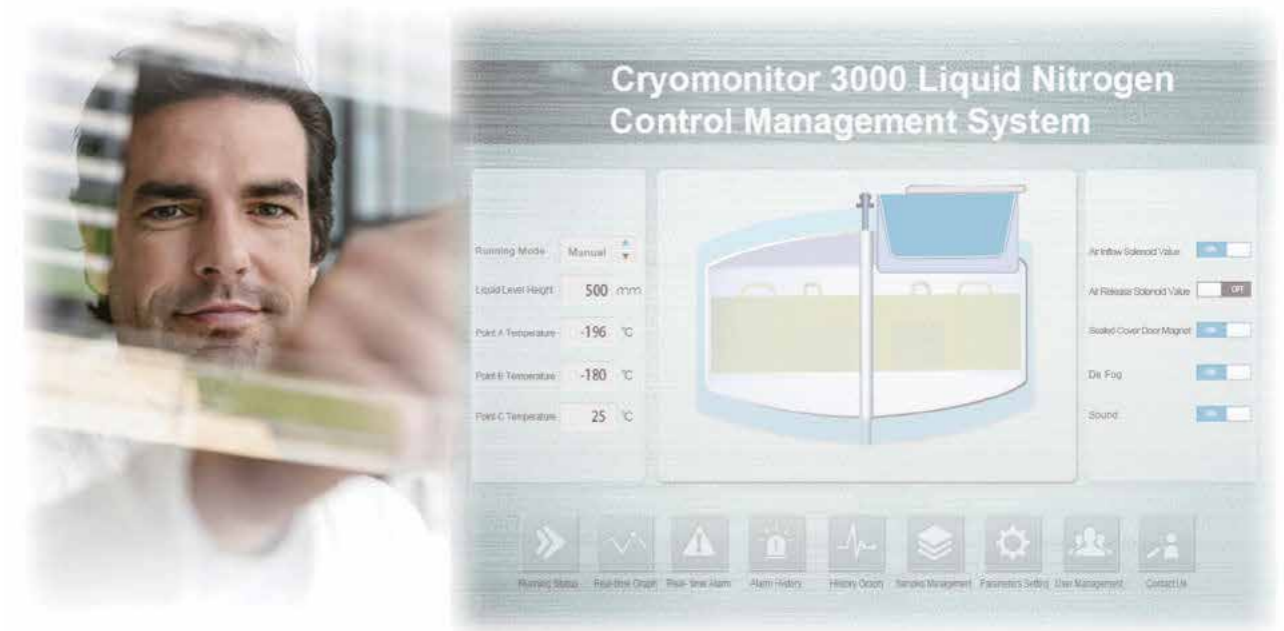 Cryomonitor 3000 Liquid Nitrogen
Control Management System
Running Mode Manual
Liquid Level Height 500 mm
Point A Temperature -196 °C
Point B Temperature -180 °C
Point C Temperature 25 °C
Air Inflow Solenoid Value ON
Air Release Solenoid Value OFF
Sealed Cover Door Magnet ON
De Fog ON
Sound ON
Running Status
Real-time Graph
Real- time Alarm
Alarm History
History Graph
Samples Management
Parameters Setting
User Management
Contact Us